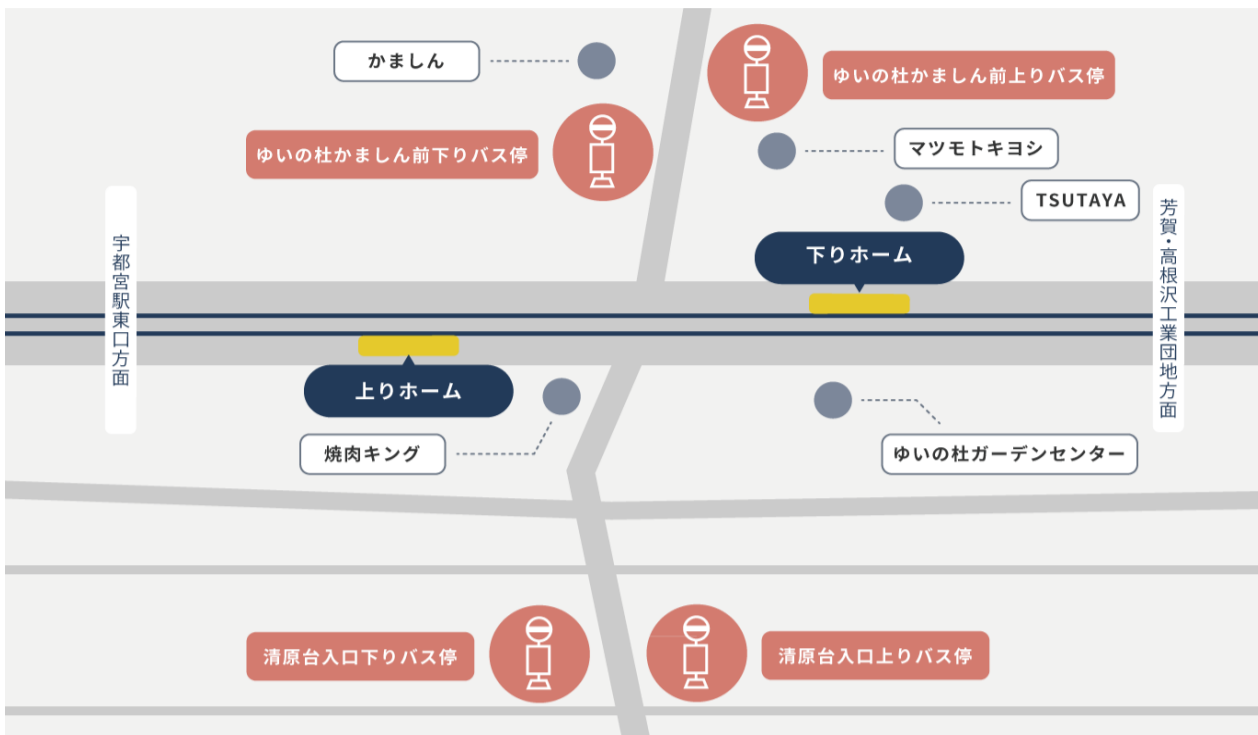 かましん
ゆいの杜かましん前上りバス停
ゆいの杜かましん前下りバス停
マツモトキヨシ
TSUTAYA
宇都宮駅東口方面
芳賀・高根沢工業団地方面
下りホーム
上りホーム
焼肉キング
ゆいの杜ガーデンセンター
清原台入口下りバス停
清原台入口上りバス停